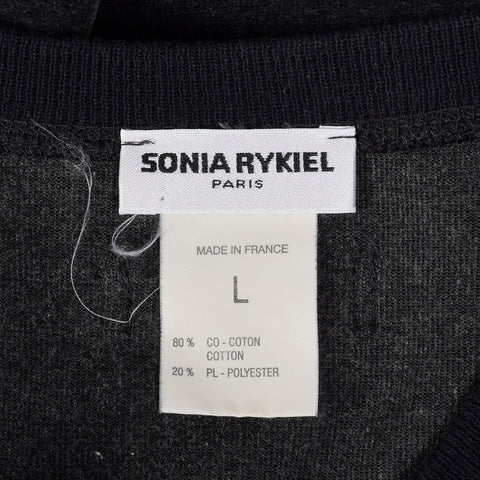 SONIA RYKIEL
PARIS
MADE IN FRANCE
L
80 % CO - COTON
COTTON
20 % PL - POLYESTER